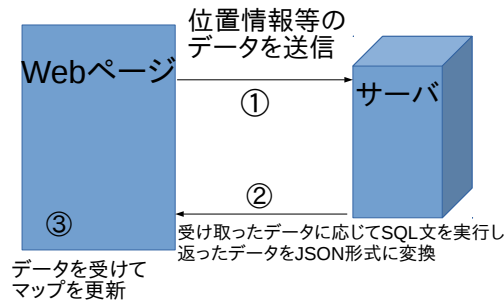 位置情報等の
データを送信
Webページ
サーバ
①
②
③
受け取ったデータに応じてSQL文を実行し
返ったデータをJSON形式に変換
データを受けて
マップを更新